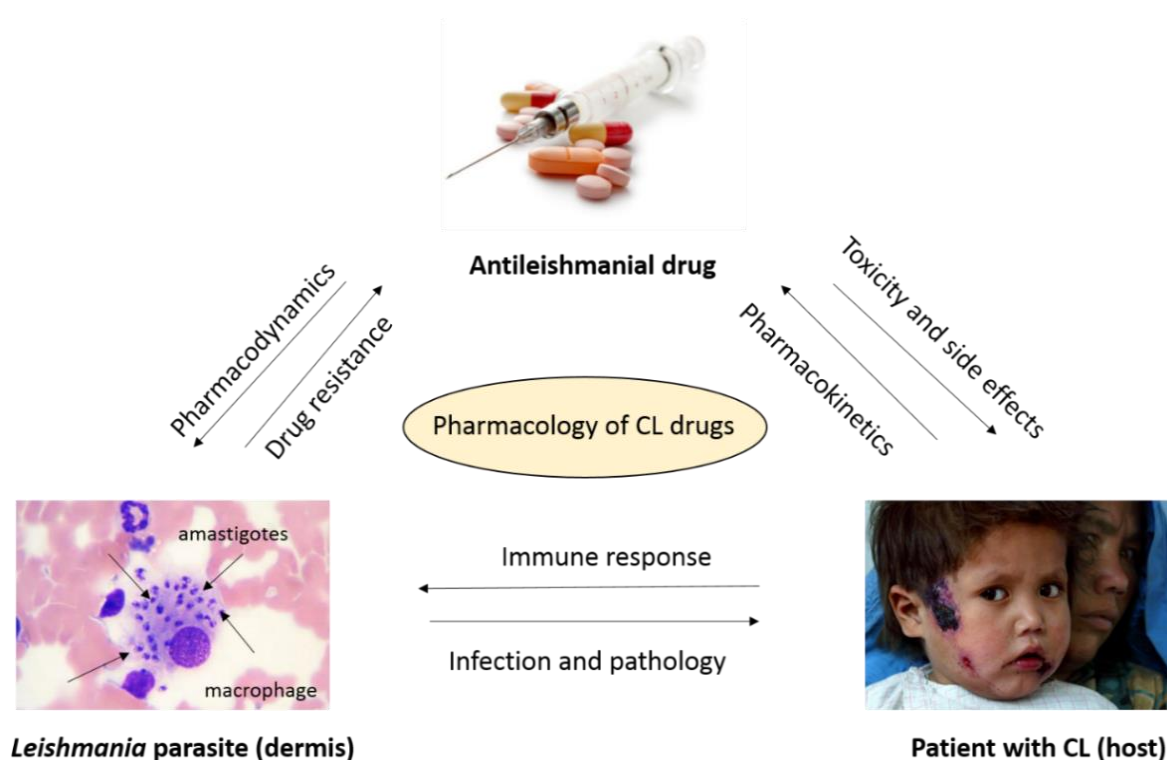 Antileishmanial drug
Pharmacodynamics
Drug resistance
Toxicity and side effects
Pharmacokinetics
Pharmacology of CL drugs
amastigotes
macrophage
Immune response
Infection and pathology
Leishmania parasite (dermis)
Patient with CL (host)